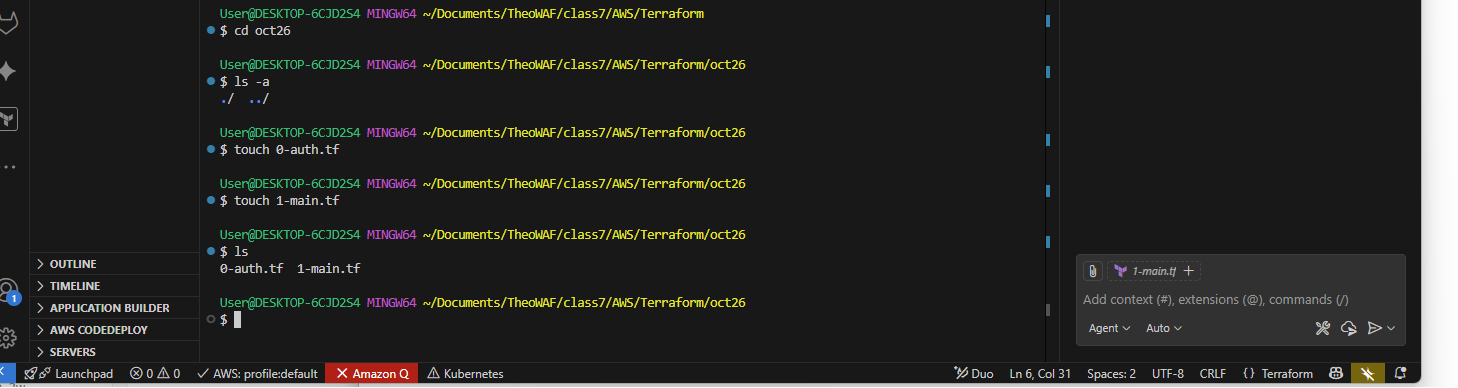 User@DESKTOP-6CJD2S4 MINGW64 ~/Documents/TheoWAF/class7/AWS/Terraform
$ cd oct26
User@DESKTOP-6CJD2S4 MINGW64 ~/Documents/TheoWAF/class7/AWS/Terraform/oct26
$ ls -a
./ ../
User@DESKTOP-6CJD2S4 MINGW64 ~/Documents/TheoWAF/class7/AWS/Terraform/oct26
$ touch 0-auth.tf
User@DESKTOP-6CJD2S4 MINGW64 ~/Documents/TheoWAF/class7/AWS/Terraform/oct26
$ touch 1-main.tf
User@DESKTOP-6CJD2S4 MINGW64 ~/Documents/TheoWAF/class7/AWS/Terraform/oct26
$ ls
0-auth.tf 1-main.tf
User@DESKTOP-6CJD2S4 MINGW64 ~/Documents/TheoWAF/class7/AWS/Terraform/oct26
$
OUTLINE
TIMELINE
APPLICATION BUILDER
AWS CODEDEPLOY
SERVERS
1
1-main.tf +
Add context (#), extensions (@), commands (/)
Agent Auto
Launchpad 0 0 AWS: profile:default Amazon Q Kubernetes Duo Ln 6, Col 31 Spaces: 2 UTF-8 CRLF {} Terraform